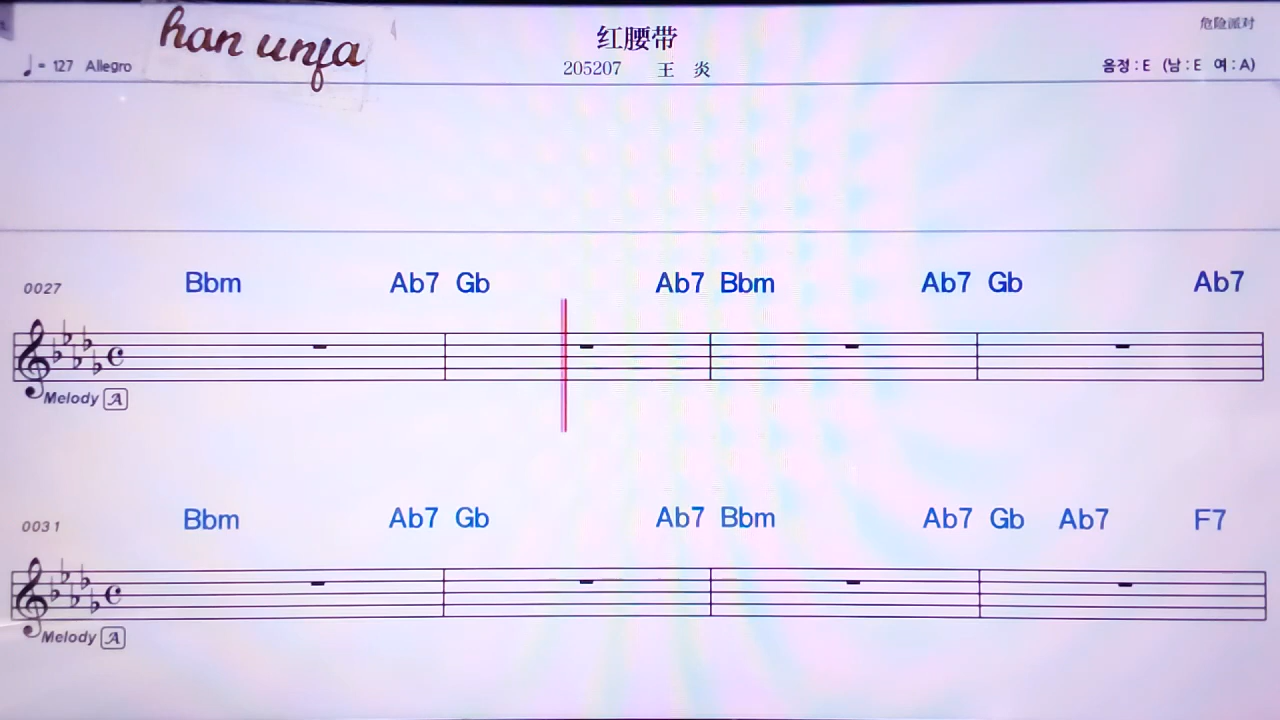 han unfa
红腰带
危险派对
♩ = 127 Allegro
205207 王 炎
음정 : E (남 : E 여 : A)
0027 Bbm Ab7 Gb Ab7 Bbm Ab7 Gb Ab7
Melody A
0031 Bbm Ab7 Gb Ab7 Bbm Ab7 Gb Ab7 F7
Melody A